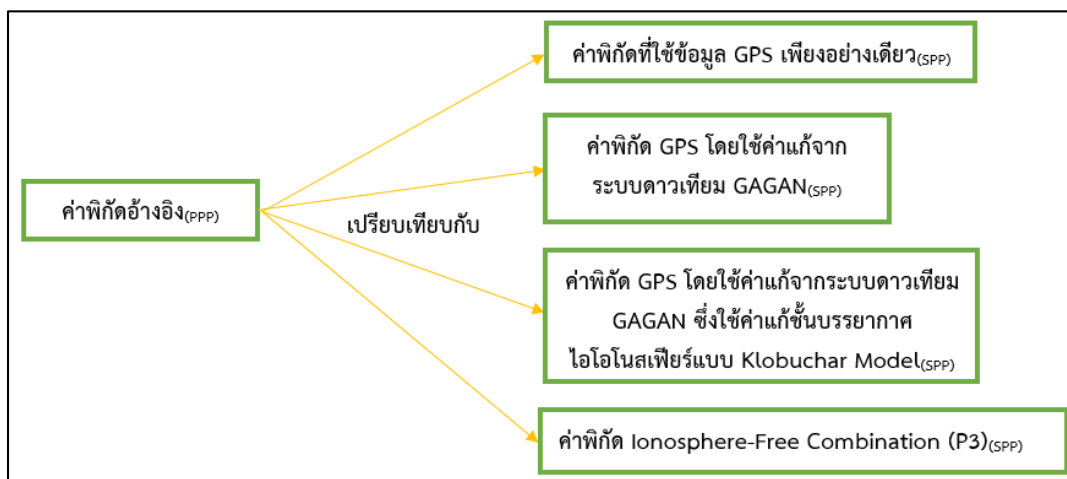 ค่าพิกัดที่ใช้ข้อมูล GPS เพียงอย่างเดียว(SPP)
ค่าพิกัด GPS โดยใช้ค่าแก้จาก
ระบบดาวเทียม GAGAN(SPP)
ค่าพิกัดอ้างอิง(PPP)
เปรียบเทียบกับ
ค่าพิกัด GPS โดยใช้ค่าแก้จากระบบดาวเทียม
GAGAN ซึ่งใช้ค่าแก้ชั้นบรรยากาศ
ไอโอโนสเฟียร์แบบ Klobuchar Model(SPP)
ค่าพิกัด Ionosphere-Free Combination (P3)(SPP)